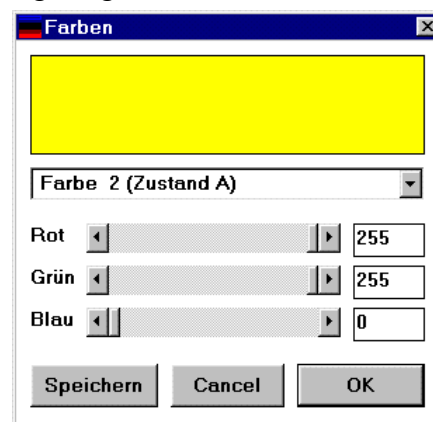 Farben
Farbe 2 (Zustand A)
Rot 255
Grün 255
Blau 0
Speichern Cancel OK